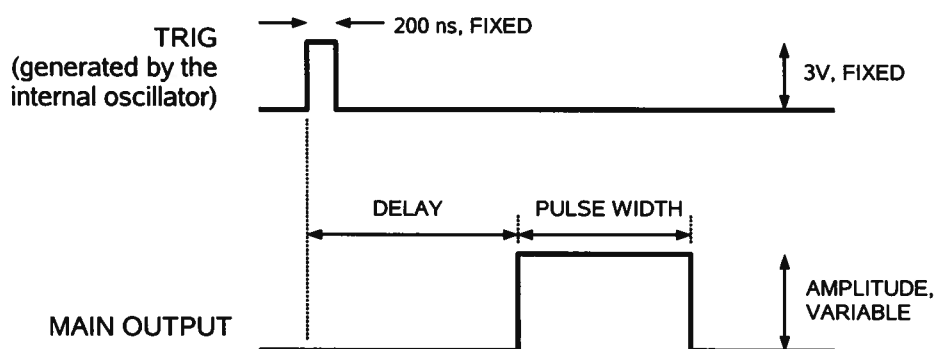 TRIG
(generated by the
internal oscillator)
200 ns, FIXED
3V, FIXED
DELAY
PULSE WIDTH
AMPLITUDE,
VARIABLE
MAIN OUTPUT